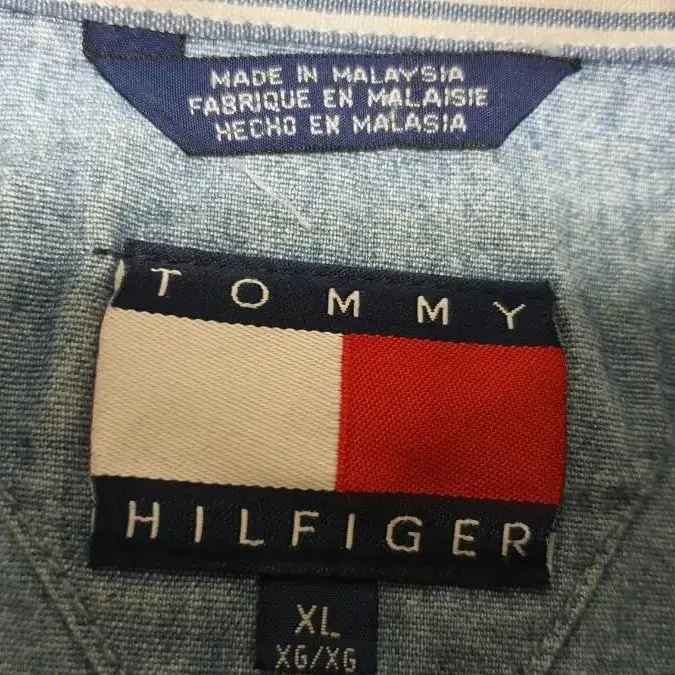 MADE IN MALAYSIA
FABRIQUE EN MALAISIE
HECHO EN MALASIA
TOMMY
HILFIGER
XL
XG/XG